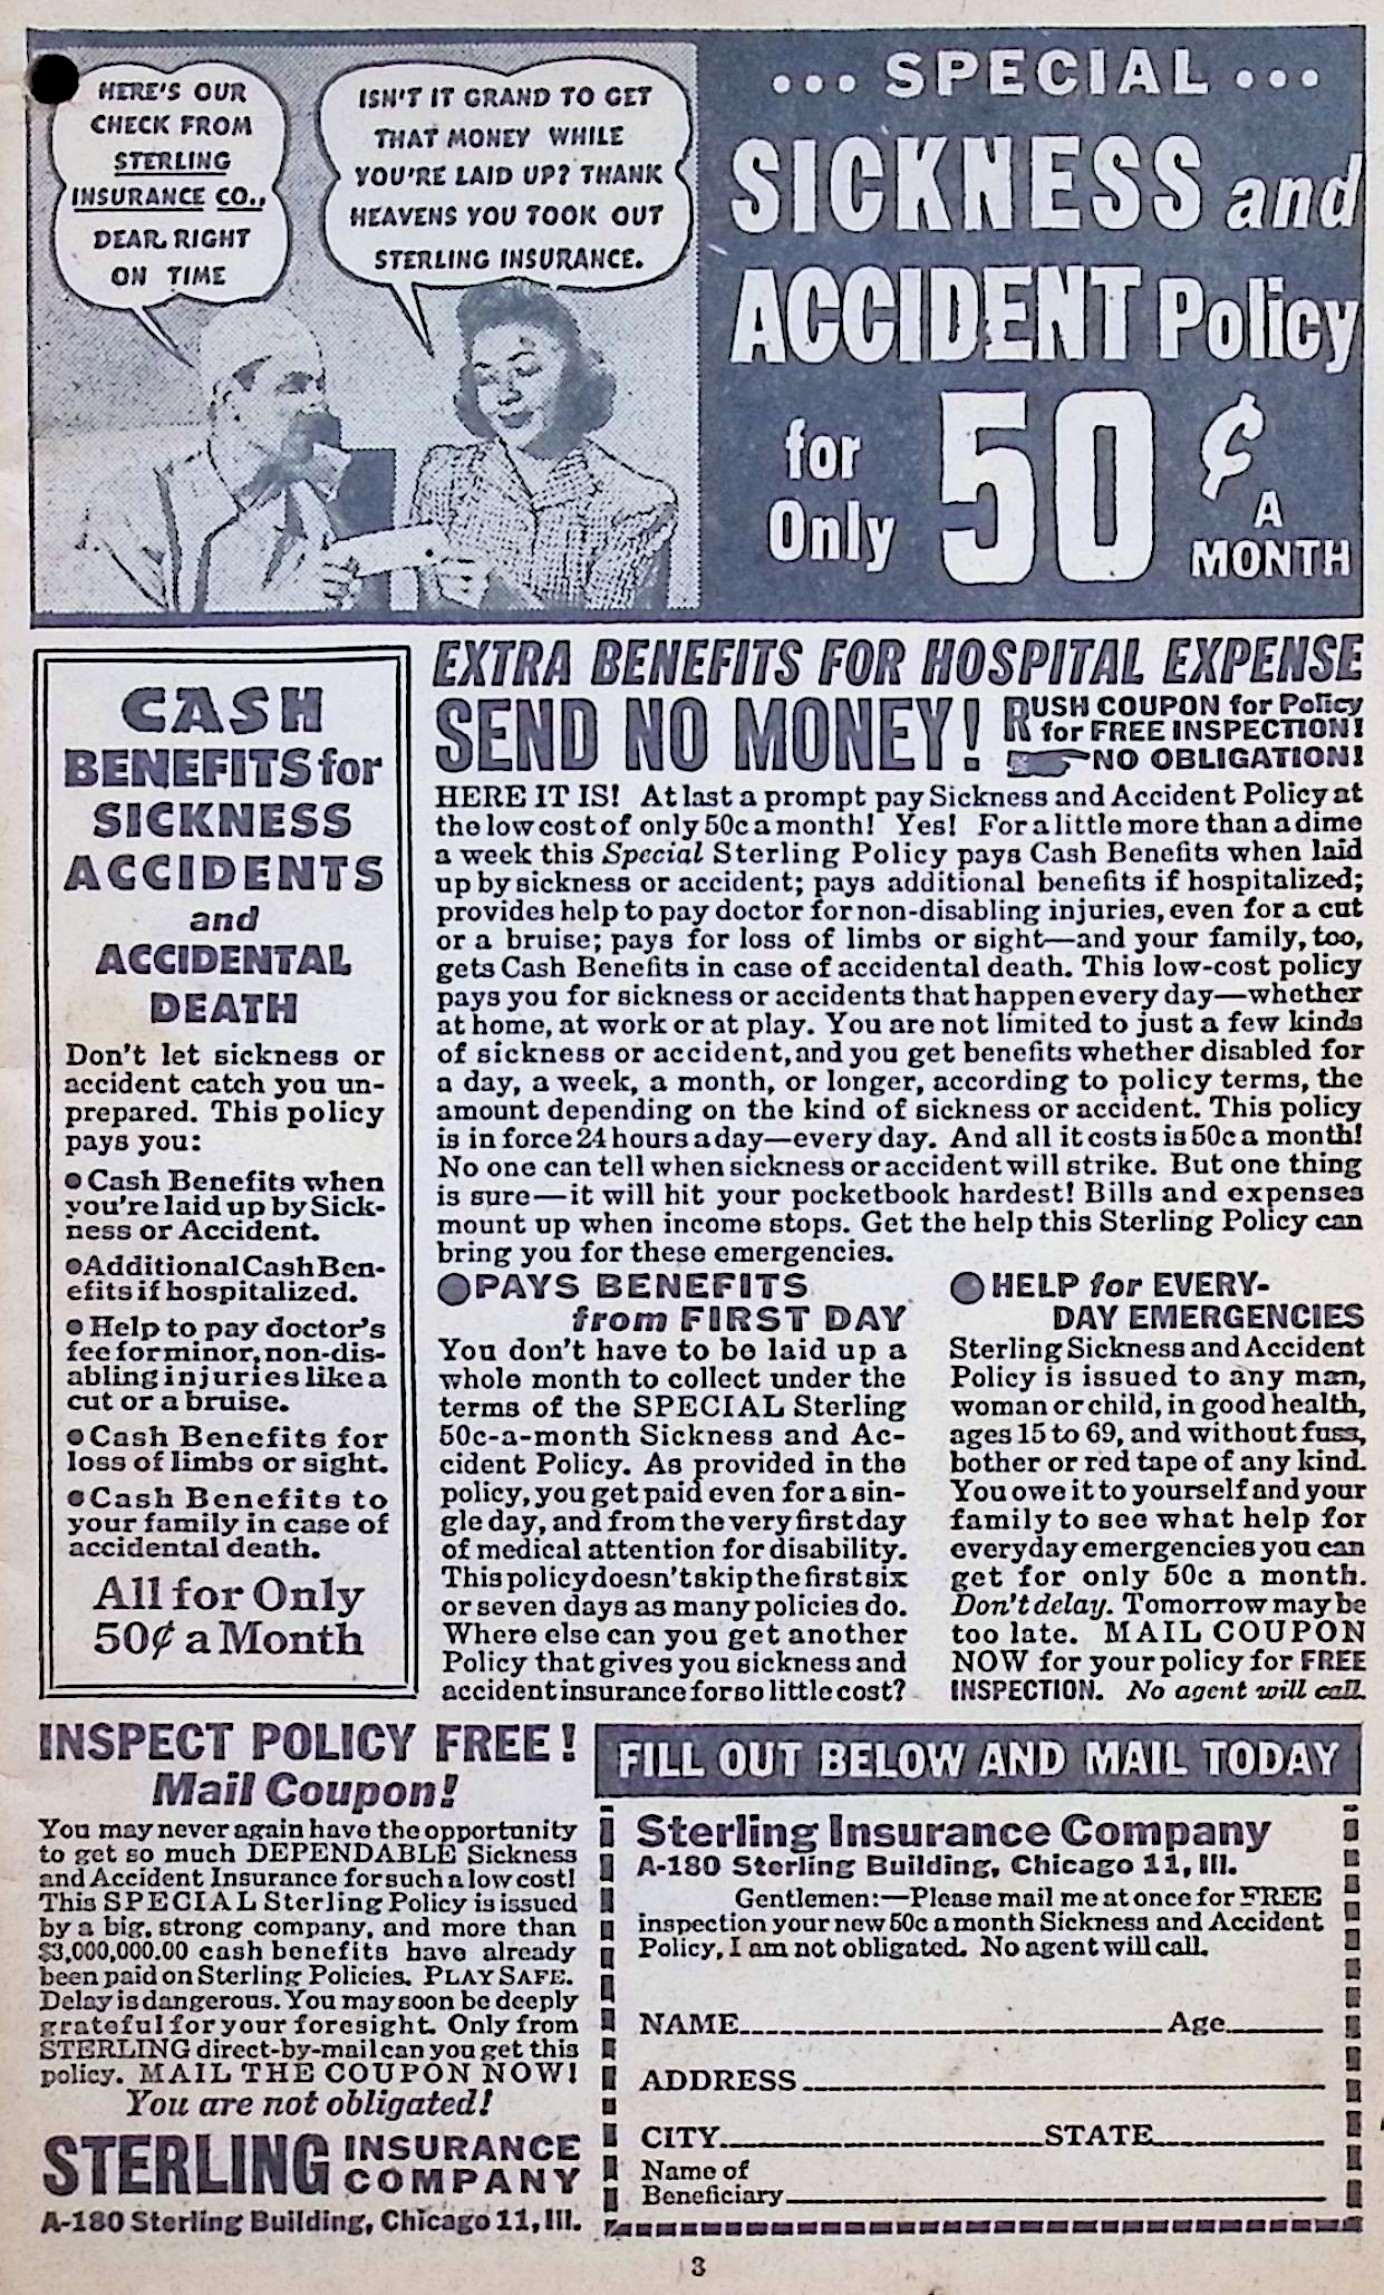 HERE'S OUR
CHECK FROM
STERLING
INSURANCE CO.,
DEAR. RIGHT
ON TIME
ISN'T IT GRAND TO GET
THAT MONEY WHILE
YOU'RE LAID UP? THANK
HEAVENS YOU TOOK OUT
STERLING INSURANCE.
... SPECIAL ...
SICKNESS and
ACCIDENT Policy
for
Only
50¢
A
MONTH
CASH
BENEFITS for
SICKNESS
ACCIDENTS
and
ACCIDENTAL
DEATH
Don't let sickness or
accident catch you un-
prepared. This policy
pays you:
● Cash Benefits when
you're laid up by Sick-
ness or Accident.
● Additional Cash Ben-
efits if hospitalized.
● Help to pay doctor's
fee for minor, non-dis-
abling injuries like a
cut or a bruise.
● Cash Benefits for
loss of limbs or sight.
● Cash Benefits to
your family in case of
accidental death.
All for Only
50¢ a Month
EXTRA BENEFITS FOR HOSPITAL EXPENSE
SEND NO MONEY!
RUSH COUPON for Policy
for FREE INSPECTION!
NO OBLIGATION!
HERE IT IS! At last a prompt pay Sickness and Accident Policy at
the low cost of only 50c a month! Yes! For a little more than a dime
a week this Special Sterling Policy pays Cash Benefits when laid
up by sickness or accident; pays additional benefits if hospitalized;
provides help to pay doctor for non-disabling injuries, even for a cut
or a bruise; pays for loss of limbs or sight—and your family, too,
gets Cash Benefits in case of accidental death. This low-cost policy
pays you for sickness or accidents that happen every day—whether
at home, at work or at play. You are not limited to just a few kinds
of sickness or accident, and you get benefits whether disabled for
a day, a week, a month, or longer, according to policy terms, the
amount depending on the kind of sickness or accident. This policy
is in force 24 hours a day—every day. And all it costs is 50c a month!
No one can tell when sickness or accident will strike. But one thing
is sure—it will hit your pocketbook hardest! Bills and expenses
mount up when income stops. Get the help this Sterling Policy can
bring you for these emergencies.
● PAYS BENEFITS
from FIRST DAY
You don't have to be laid up a
whole month to collect under the
terms of the SPECIAL Sterling
50c-a-month Sickness and Ac-
cident Policy. As provided in the
policy, you get paid even for a sin-
gle day, and from the very first day
of medical attention for disability.
This policy doesn't skip the first six
or seven days as many policies do.
Where else can you get another
Policy that gives you sickness and
accident insurance for so little cost?
● HELP for EVERY-
DAY EMERGENCIES
Sterling Sickness and Accident
Policy is issued to any man,
woman or child, in good health,
ages 15 to 69, and without fuss,
bother or red tape of any kind.
You owe it to yourself and your
family to see what help for
everyday emergencies you can
get for only 50c a month.
Don't delay. Tomorrow may be
too late. MAIL COUPON
NOW for your policy for FREE
INSPECTION. No agent will call.
INSPECT POLICY FREE!
Mail Coupon!
You may never again have the opportunity
to get so much DEPENDABLE Sickness
and Accident Insurance for such a low cost!
This SPECIAL Sterling Policy is issued
by a big, strong company, and more than
$3,000,000.00 cash benefits have already
been paid on Sterling Policies. PLAY SAFE.
Delay is dangerous. You may soon be deeply
grateful for your foresight. Only from
STERLING direct-by-mail can you get this
policy. MAIL THE COUPON NOW!
You are not obligated!
STERLING INSURANCE
COMPANY
A-180 Sterling Building, Chicago 11, Ill.
FILL OUT BELOW AND MAIL TODAY
Sterling Insurance Company
A-180 Sterling Building, Chicago 11, Ill.
Gentlemen:—Please mail me at once for FREE
inspection your new 50c a month Sickness and Accident
Policy, I am not obligated. No agent will call.
NAME Age
ADDRESS
CITY STATE
Name of
Beneficiary
3